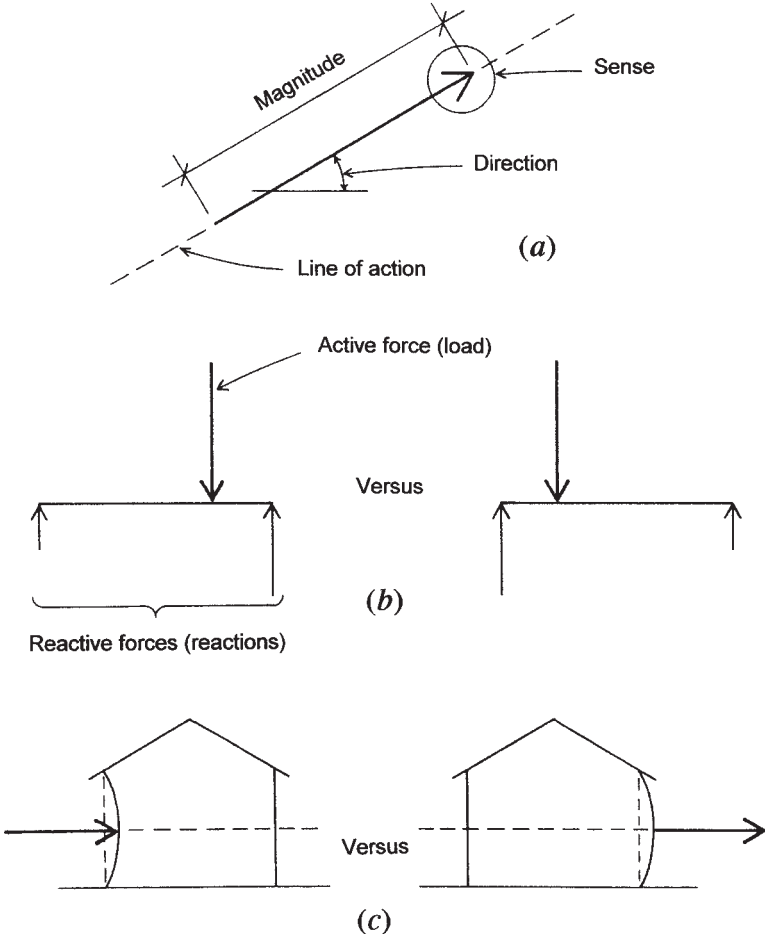 Magnitude
Sense
Direction
Line of action
(a)
Active force (load)
Versus
(b)
Reactive forces (reactions)
Versus
(c)